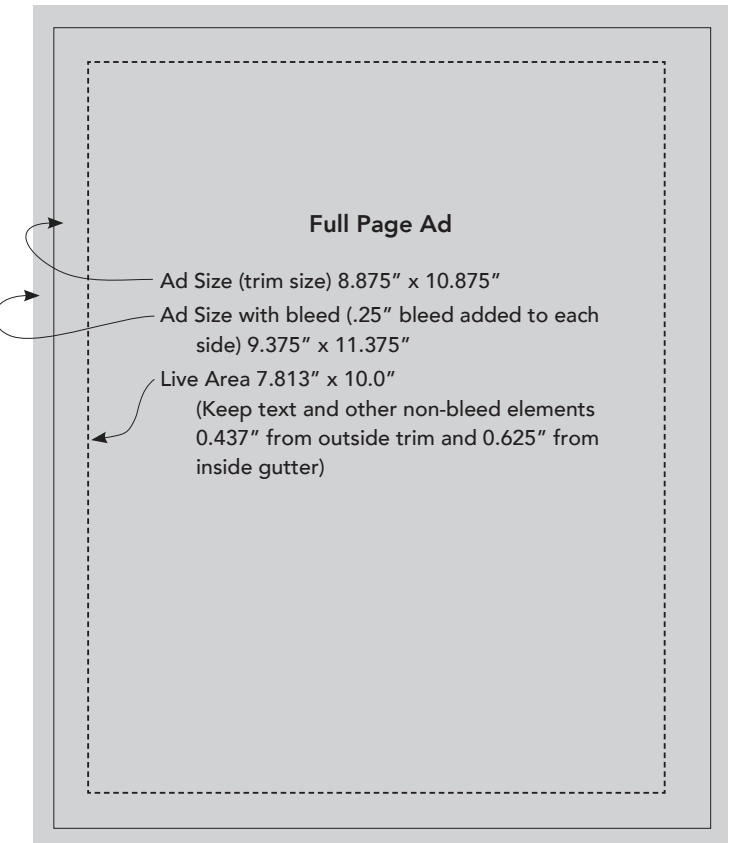 Full Page Ad
Ad Size (trim size) 8.875” x 10.875”
Ad Size with bleed (.25” bleed added to each
side) 9.375” x 11.375”
Live Area 7.813” x 10.0”
(Keep text and other non-bleed elements
0.437” from outside trim and 0.625” from
inside gutter)